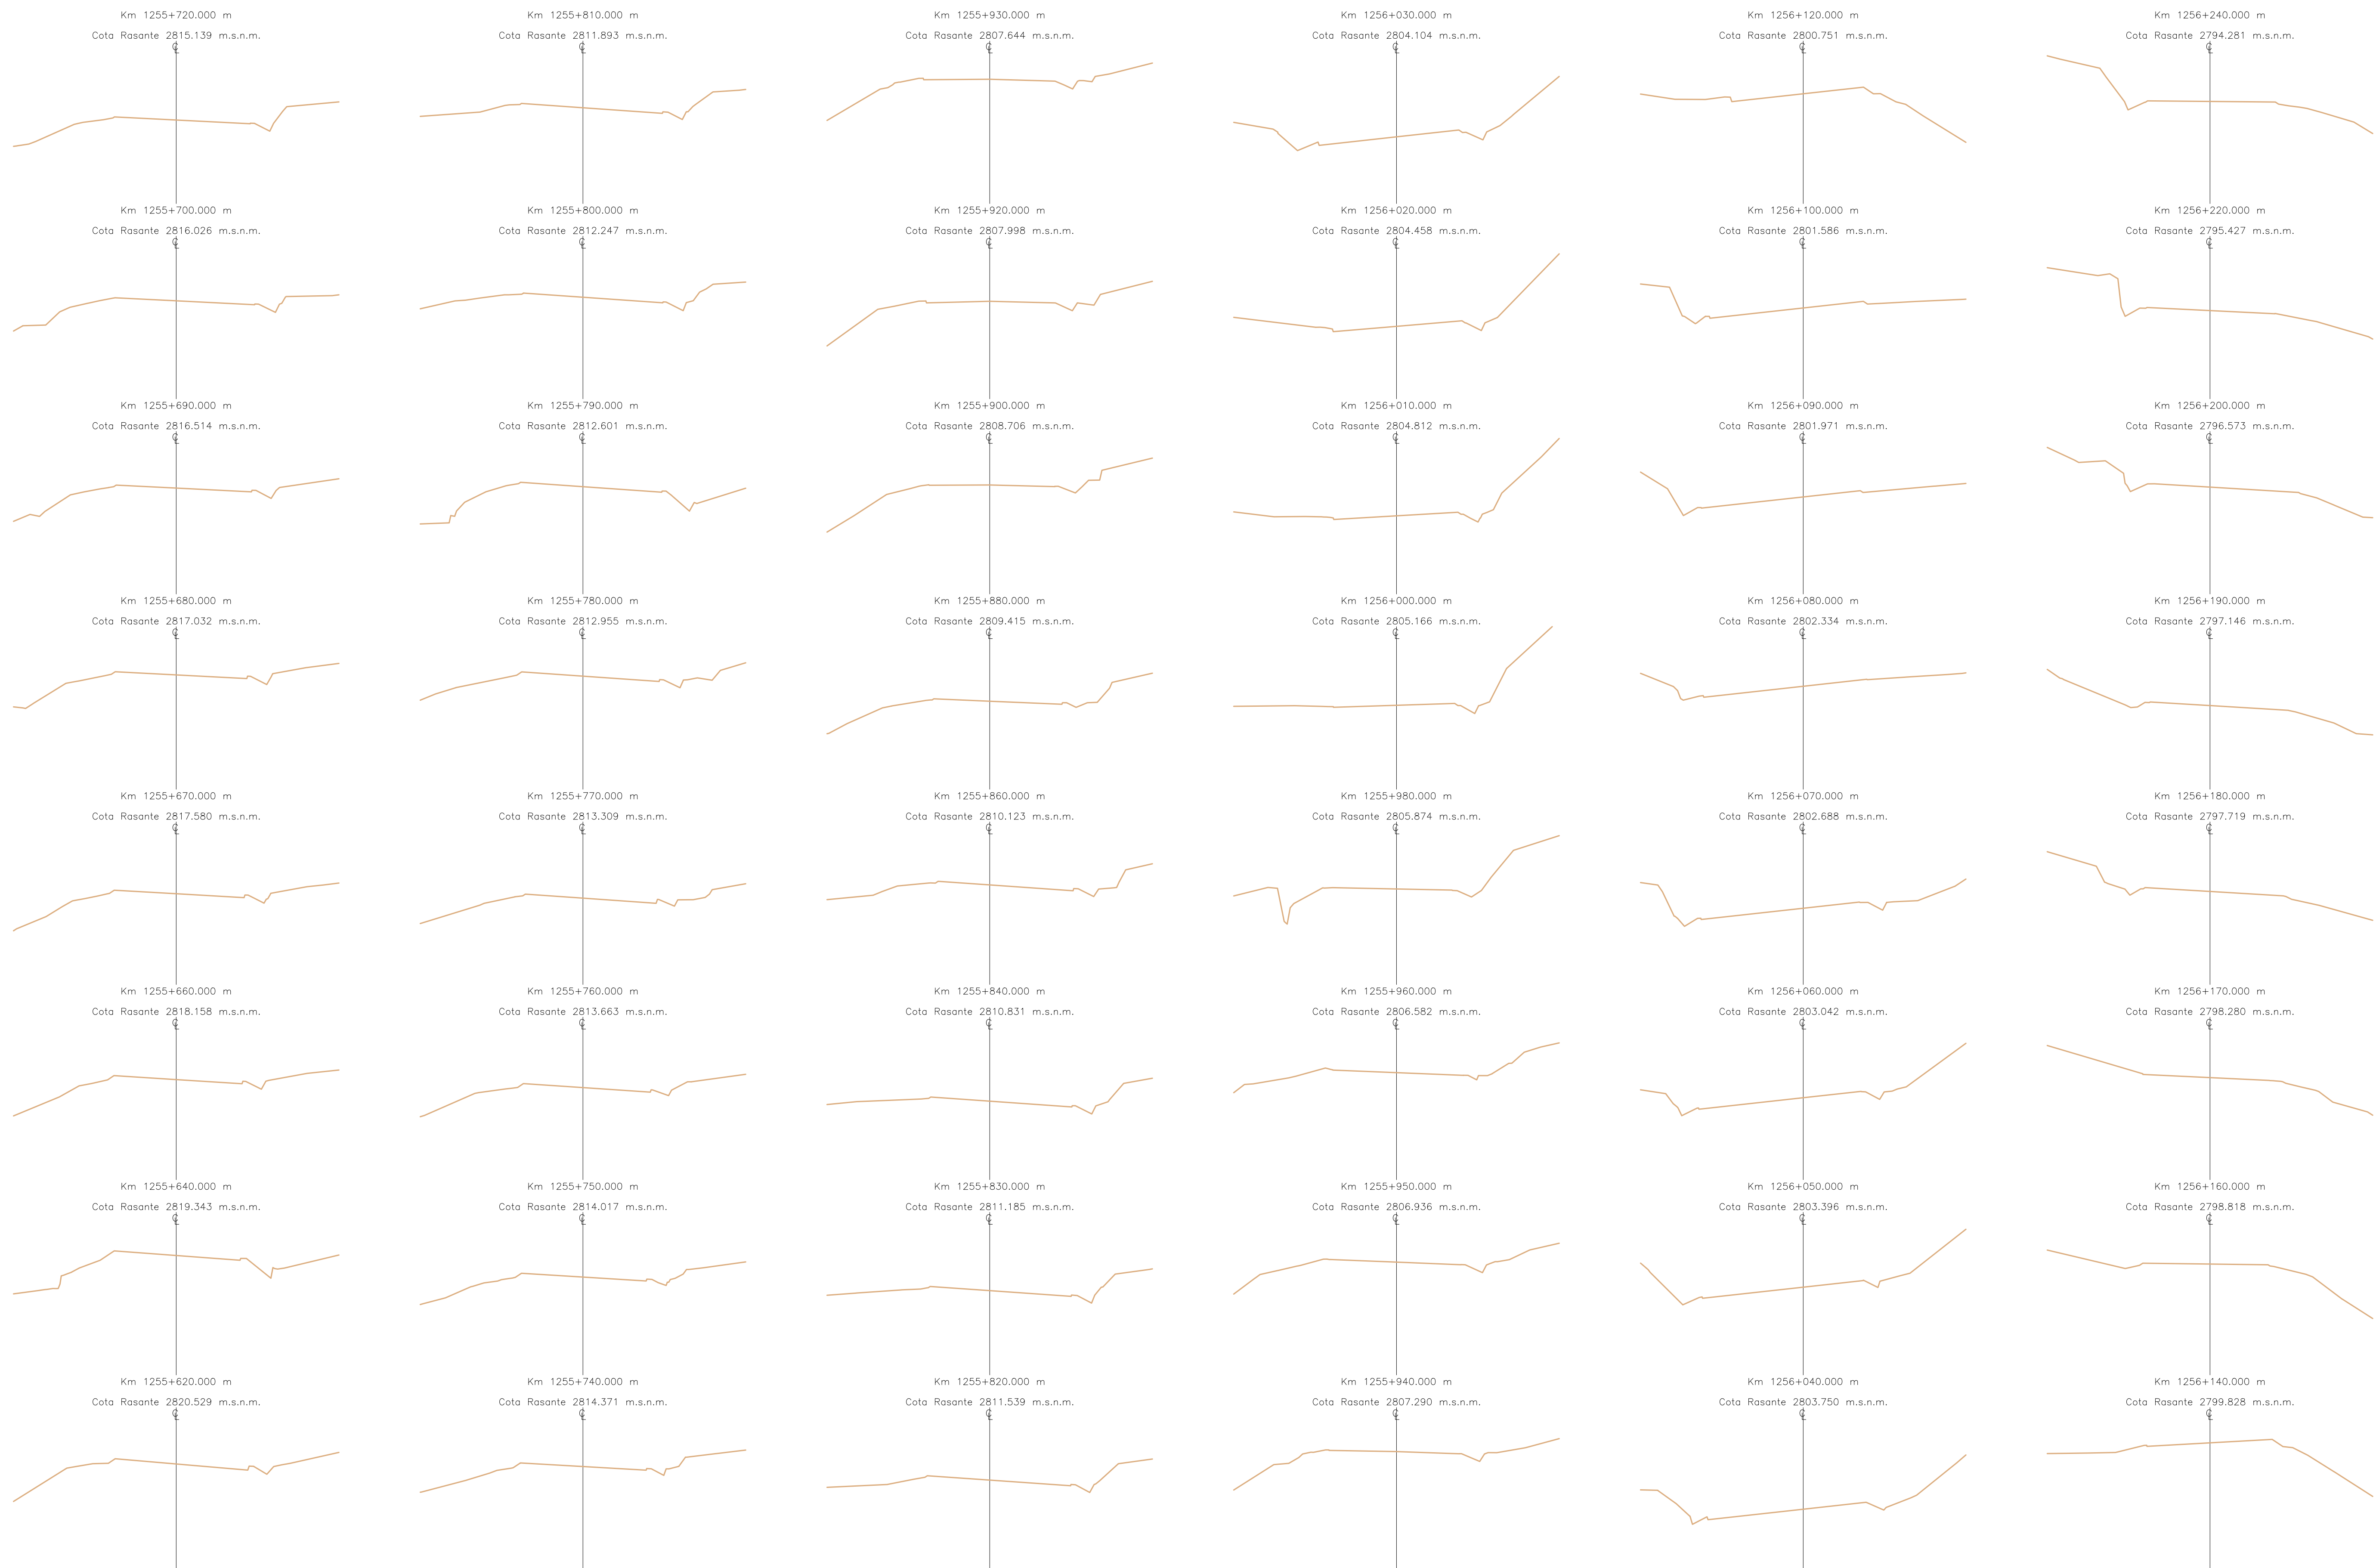 Km 1255+720.000 m
Cota Rasante 2815.139 m.s.n.m.
℄
Km 1255+810.000 m
Cota Rasante 2811.893 m.s.n.m.
℄
Km 1255+930.000 m
Cota Rasante 2807.644 m.s.n.m.
℄
Km 1256+030.000 m
Cota Rasante 2804.104 m.s.n.m.
℄
Km 1256+120.000 m
Cota Rasante 2800.751 m.s.n.m.
℄
Km 1256+240.000 m
Cota Rasante 2794.281 m.s.n.m.
℄
Km 1255+700.000 m
Cota Rasante 2816.026 m.s.n.m.
℄
Km 1255+800.000 m
Cota Rasante 2812.247 m.s.n.m.
℄
Km 1255+920.000 m
Cota Rasante 2807.998 m.s.n.m.
℄
Km 1256+020.000 m
Cota Rasante 2804.458 m.s.n.m.
℄
Km 1256+100.000 m
Cota Rasante 2801.586 m.s.n.m.
℄
Km 1256+220.000 m
Cota Rasante 2795.427 m.s.n.m.
℄
Km 1255+690.000 m
Cota Rasante 2816.514 m.s.n.m.
℄
Km 1255+790.000 m
Cota Rasante 2812.601 m.s.n.m.
℄
Km 1255+900.000 m
Cota Rasante 2808.706 m.s.n.m.
℄
Km 1256+010.000 m
Cota Rasante 2804.812 m.s.n.m.
℄
Km 1256+090.000 m
Cota Rasante 2801.971 m.s.n.m.
℄
Km 1256+200.000 m
Cota Rasante 2796.573 m.s.n.m.
℄
Km 1255+680.000 m
Cota Rasante 2817.032 m.s.n.m.
℄
Km 1255+780.000 m
Cota Rasante 2812.955 m.s.n.m.
℄
Km 1255+880.000 m
Cota Rasante 2809.415 m.s.n.m.
℄
Km 1256+000.000 m
Cota Rasante 2805.166 m.s.n.m.
℄
Km 1256+080.000 m
Cota Rasante 2802.334 m.s.n.m.
℄
Km 1256+190.000 m
Cota Rasante 2797.146 m.s.n.m.
℄
Km 1255+670.000 m
Cota Rasante 2817.580 m.s.n.m.
℄
Km 1255+770.000 m
Cota Rasante 2813.309 m.s.n.m.
℄
Km 1255+860.000 m
Cota Rasante 2810.123 m.s.n.m.
℄
Km 1255+980.000 m
Cota Rasante 2805.874 m.s.n.m.
℄
Km 1256+070.000 m
Cota Rasante 2802.688 m.s.n.m.
℄
Km 1256+180.000 m
Cota Rasante 2797.719 m.s.n.m.
℄
Km 1255+660.000 m
Cota Rasante 2818.158 m.s.n.m.
℄
Km 1255+760.000 m
Cota Rasante 2813.663 m.s.n.m.
℄
Km 1255+840.000 m
Cota Rasante 2810.831 m.s.n.m.
℄
Km 1255+960.000 m
Cota Rasante 2806.582 m.s.n.m.
℄
Km 1256+060.000 m
Cota Rasante 2803.042 m.s.n.m.
℄
Km 1256+170.000 m
Cota Rasante 2798.280 m.s.n.m.
℄
Km 1255+640.000 m
Cota Rasante 2819.343 m.s.n.m.
℄
Km 1255+750.000 m
Cota Rasante 2814.017 m.s.n.m.
℄
Km 1255+830.000 m
Cota Rasante 2811.185 m.s.n.m.
℄
Km 1255+950.000 m
Cota Rasante 2806.936 m.s.n.m.
℄
Km 1256+050.000 m
Cota Rasante 2803.396 m.s.n.m.
℄
Km 1256+160.000 m
Cota Rasante 2798.818 m.s.n.m.
℄
Km 1255+620.000 m
Cota Rasante 2820.529 m.s.n.m.
℄
Km 1255+740.000 m
Cota Rasante 2814.371 m.s.n.m.
℄
Km 1255+820.000 m
Cota Rasante 2811.539 m.s.n.m.
℄
Km 1255+940.000 m
Cota Rasante 2807.290 m.s.n.m.
℄
Km 1256+040.000 m
Cota Rasante 2803.750 m.s.n.m.
℄
Km 1256+140.000 m
Cota Rasante 2799.828 m.s.n.m.
℄